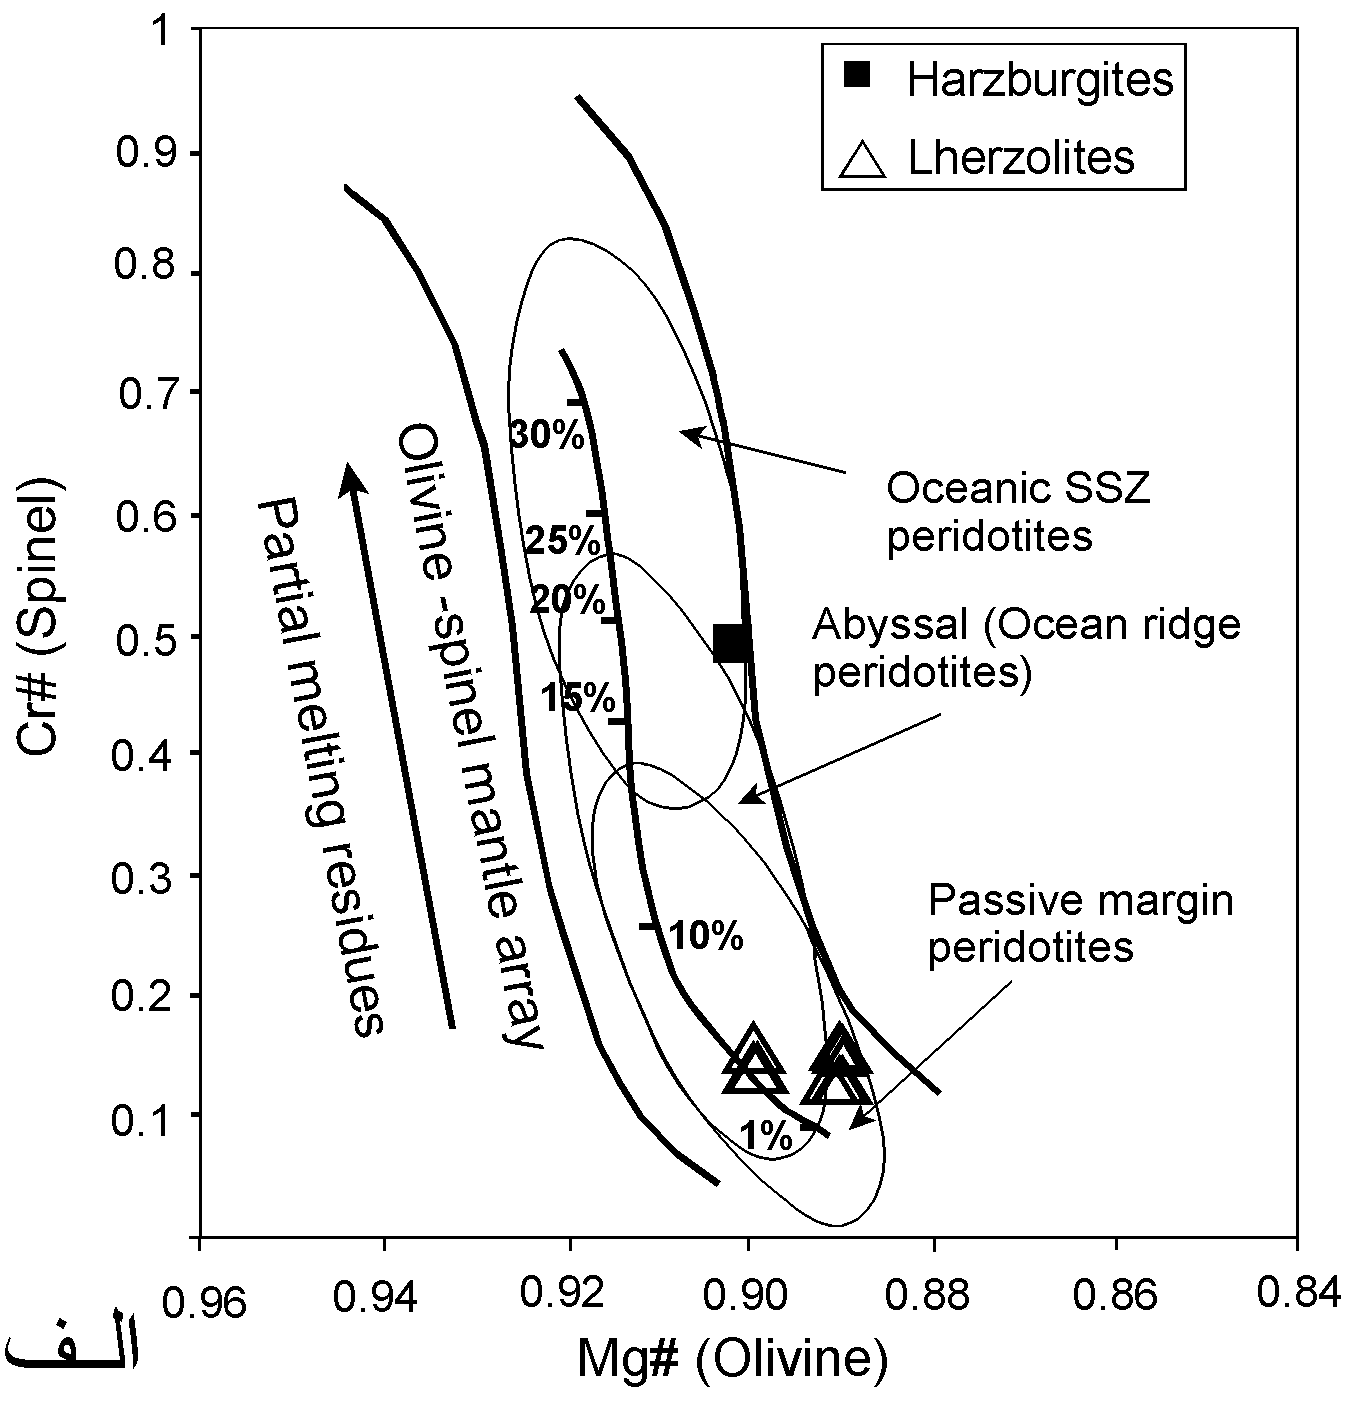 1
0.9
0.8
0.7
0.6
0.5
0.4
0.3
0.2
0.1
Cr# (Spinel)
Harzburgites
Lherzolites
Partial melting residues
Olivine -spinel mantle array
30%
25%
20%
15%
10%
1%
Oceanic SSZ
peridotites
Abyssal (Ocean ridge
peridotites)
Passive margin
peridotites
0.96
0.94
0.92
0.90
0.88
0.86
0.84
Mg# (Olivine)
الف